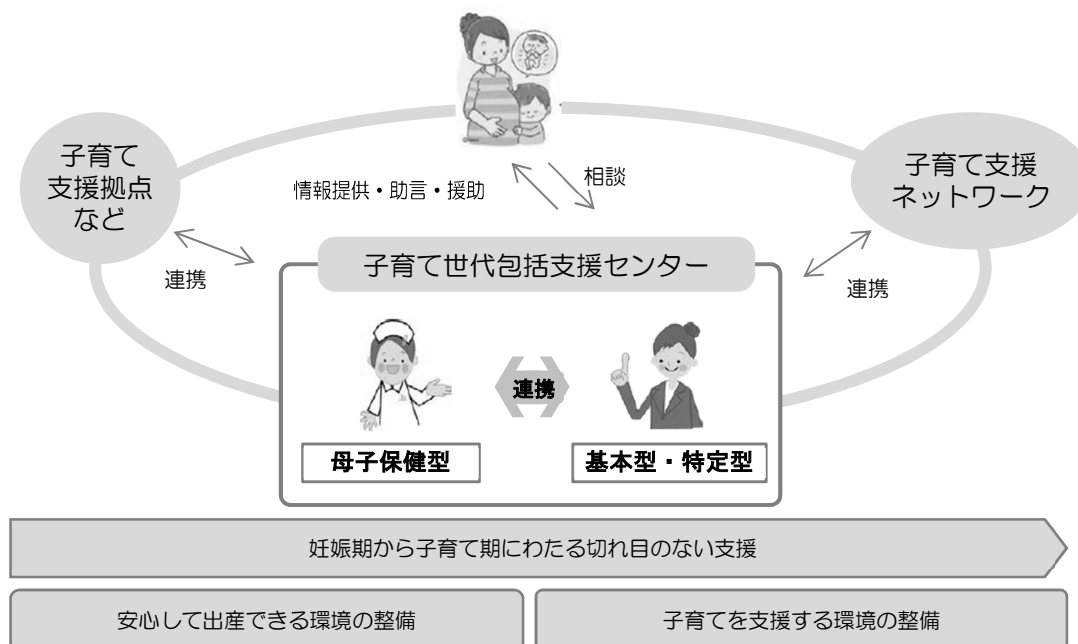 子育て
支援拠点
など
情報提供・助言・援助
相談
子育て支援
ネットワーク
連携
連携
子育て世代包括支援センター
連携
母子保健型
基本型・特定型
妊娠期から子育て期にわたる切れ目のない支援
安心して出産できる環境の整備
子育てを支援する環境の整備